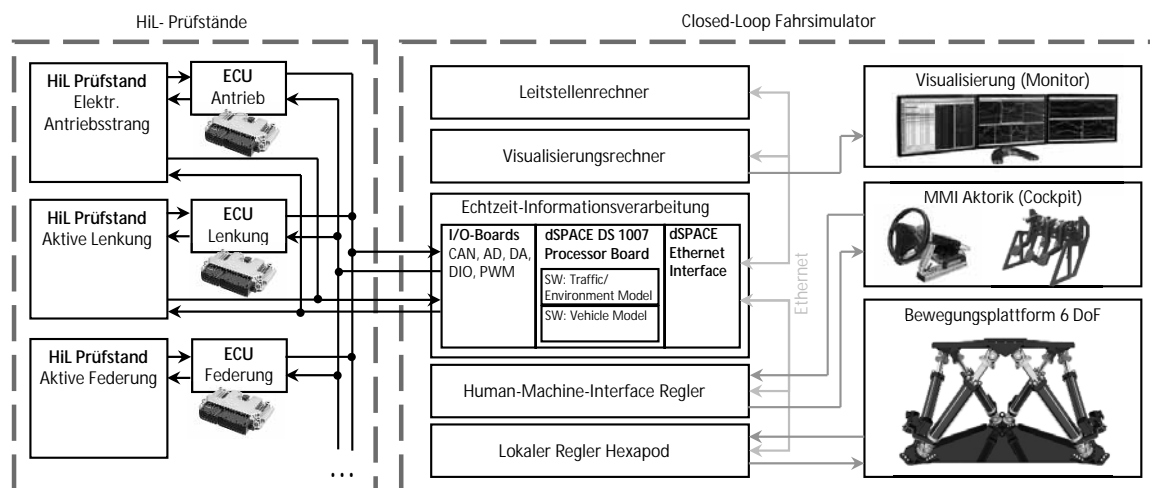 HiL- Prüfstände
HiL Prüfstand
Elektr.
Antriebsstrang
ECU
Antrieb
HiL Prüfstand
Aktive Lenkung
ECU
Lenkung
HiL Prüfstand
Aktive Federung
ECU
Federung
...
Closed-Loop Fahrsimulator
Leitstellenrechner
Visualisierungsrechner
Echtzeit-Informationsverarbeitung
I/O-Boards
CAN, AD, DA,
DIO, PWM
dSPACE DS 1007
Processor Board
SW: Traffic/
Environment Model
SW: Vehicle Model
dSPACE
Ethernet
Interface
Human-Machine-Interface Regler
Lokaler Regler Hexapod
Ethernet
Visualisierung (Monitor)
MMI Aktorik (Cockpit)
Bewegungsplattform 6 DoF